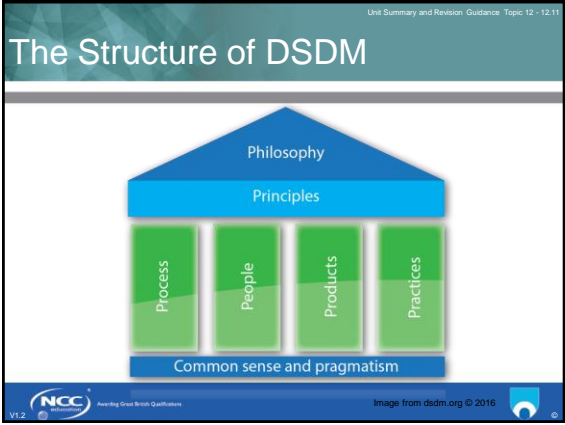 Unit Summary and Revision Guidance Topic 12 - 12.11
The Structure of DSDM
Philosophy
Principles
Process
People
Products
Practices
Common sense and pragmatism
V1.2
NCC
education
Awarding Great British Qualifications
Image from dsdm.org © 2016
©